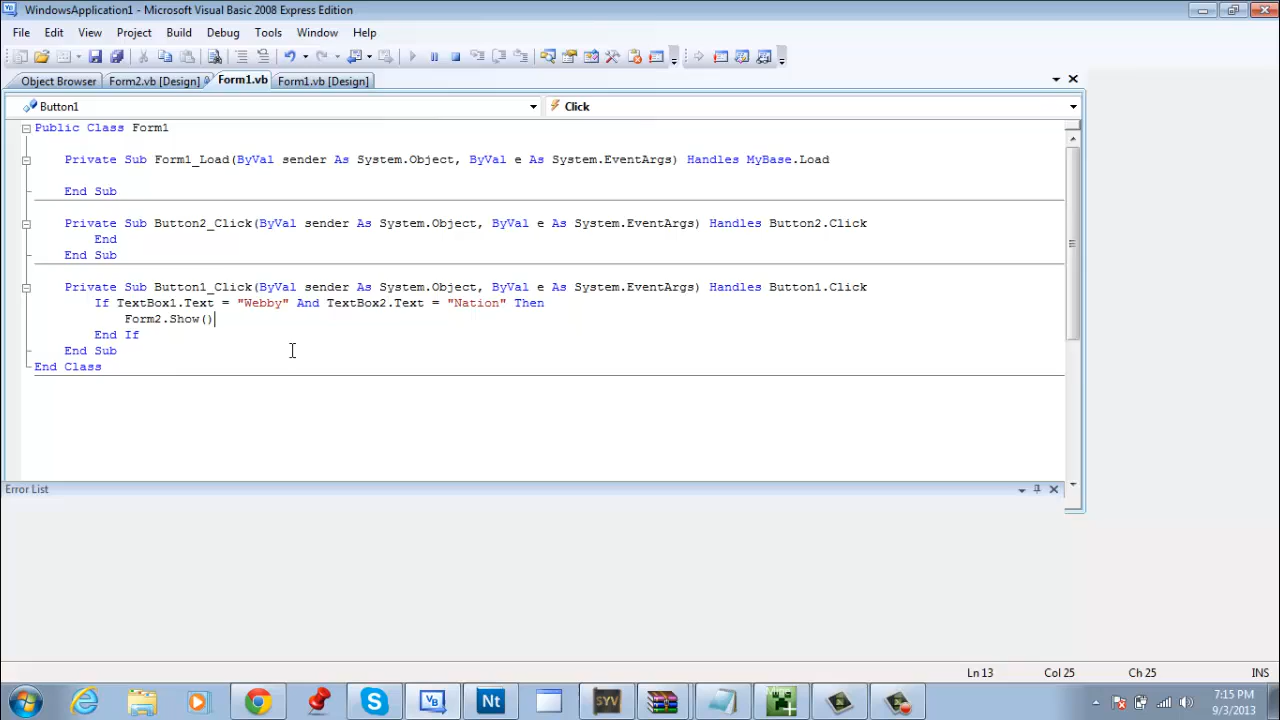 WindowsApplication1 - Microsoft Visual Basic 2008 Express Edition
File Edit View Project Build Debug Tools Window Help
Object Browser Form2.vb [Design] Form1.vb Form1.vb [Design]
Button1 Click
Public Class Form1
Private Sub Form1_Load(ByVal sender As System.Object, ByVal e As System.EventArgs) Handles MyBase.Load
End Sub
Private Sub Button2_Click(ByVal sender As System.Object, ByVal e As System.EventArgs) Handles Button2.Click
End
End Sub
Private Sub Button1_Click(ByVal sender As System.Object, ByVal e As System.EventArgs) Handles Button1.Click
If TextBox1.Text = "Webby" And TextBox2.Text = "Nation" Then
Form2.Show()
End If
End Sub
End Class
Error List
Ln 13 Col 25 Ch 25 INS
VB Nt SYV
7:15 PM
9/3/2013